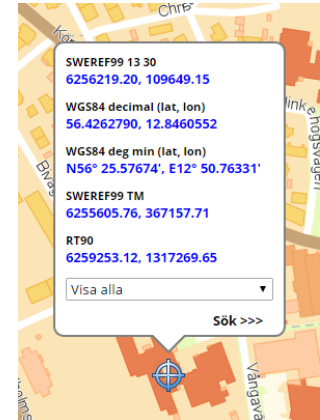 Chr
SWEREF99 13 30
6256219.20, 109649.15
WGS84 decimal (lat, lon)
56.4262790, 12.8460552
WGS84 deg min (lat, lon)
N56° 25.57674', E12° 50.76331'
SWEREF99 TM
6255605.76, 367157.71
RT90
6259253.12, 1317269.65
Visa alla
Sök >>>